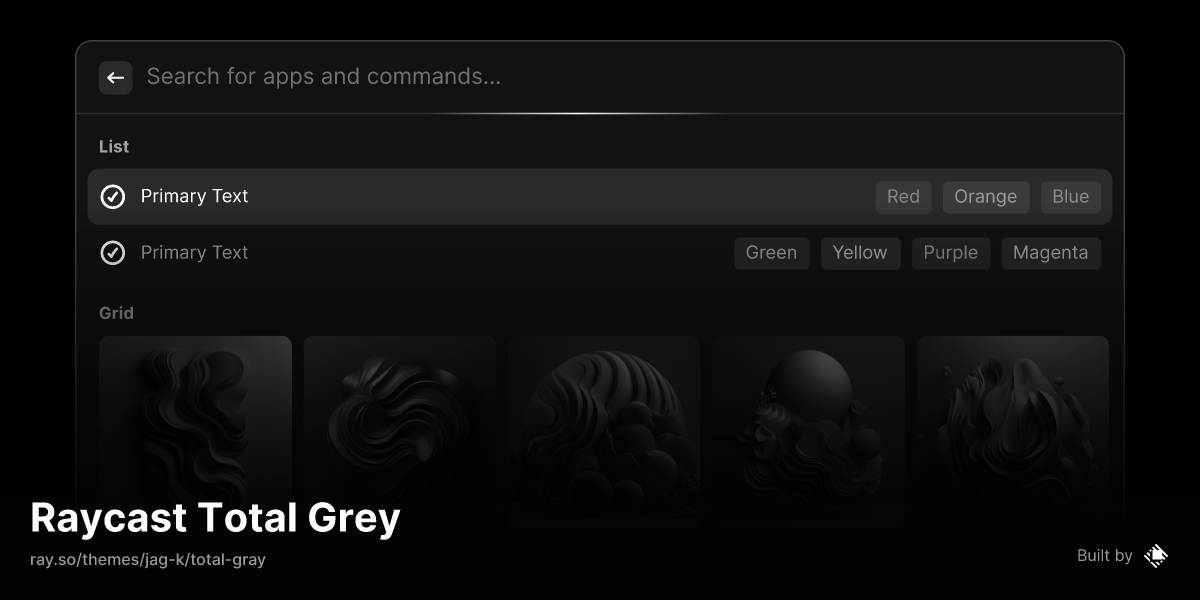 Search for apps and commands...
List
Primary Text Red Orange Blue
Primary Text Green Yellow Purple Magenta
Grid
Raycast Total Grey
ray.so/themes/jag-k/total-gray
Built by